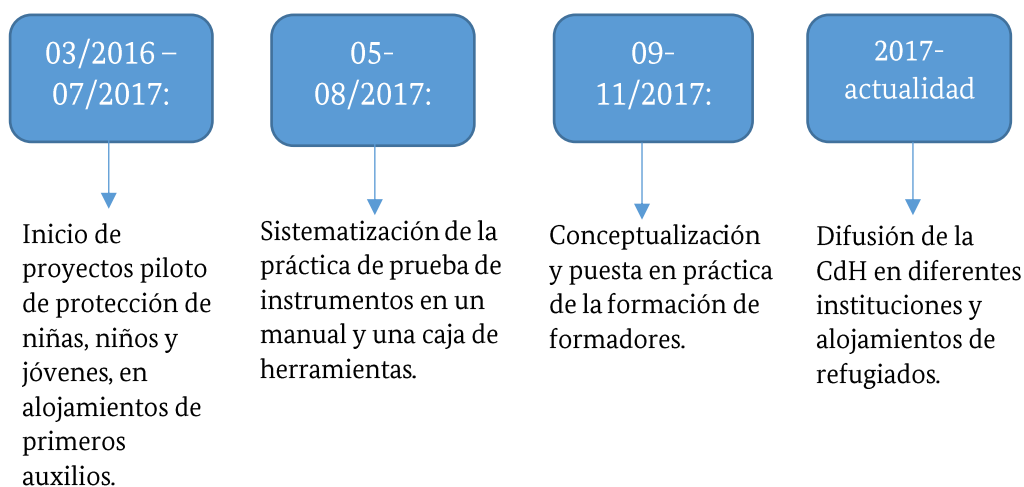 03/2016 –
07/2017:
Inicio de
proyectos piloto
de protección de
niñas, niños y
jóvenes, en
alojamientos de
primeros
auxilios.
05-
08/2017:
Sistematización de la
práctica de prueba de
instrumentos en un
manual y una caja de
herramientas.
09-
11/2017:
Conceptualización
y puesta en práctica
de la formación de
formadores.
2017-
actualidad
Difusión de la
CdH en diferentes
instituciones y
alojamientos de
refugiados.